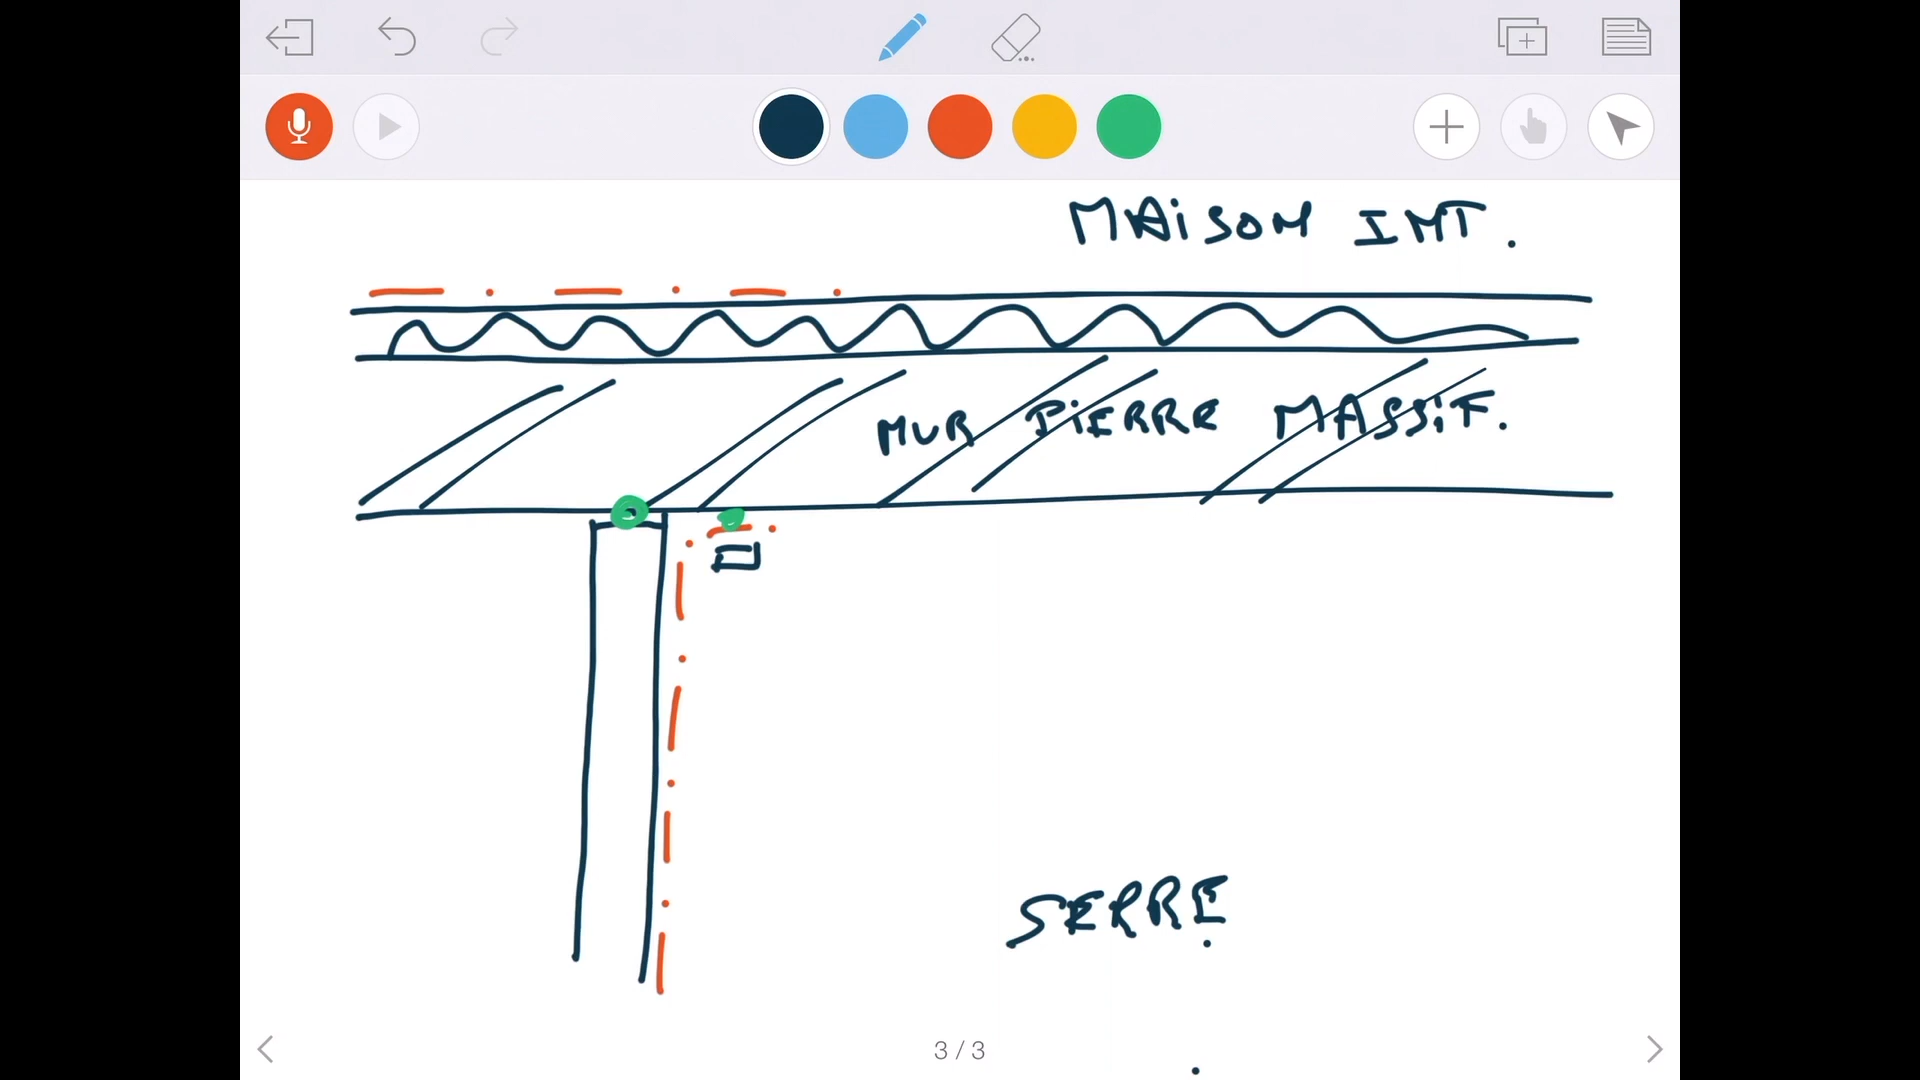 MAiSON INT.
MUR PiERRE MASSiF.
SERRE
3 / 3